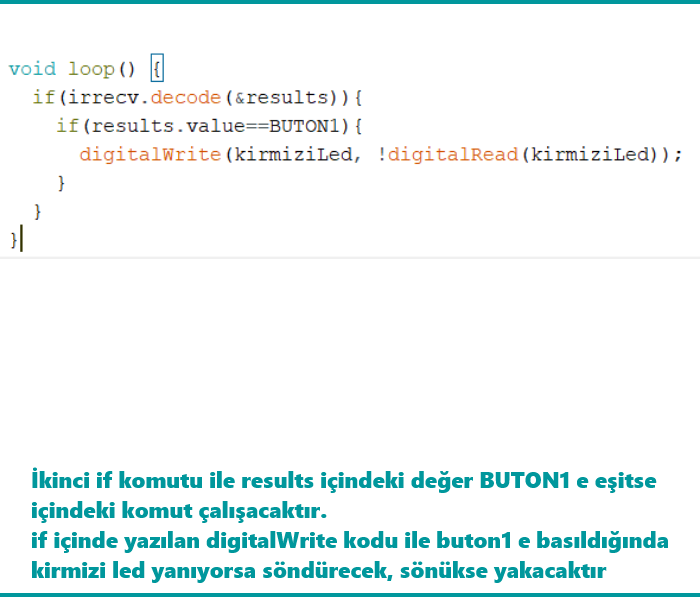 void loop() {
if(irrecv.decode(&results)){
if(results.value==BUTON1){
digitalWrite(kirmiziLed, !digitalRead(kirmiziLed));
}
}
}
İkinci if komutu ile results içindeki değer BUTON1 e eşitse
içindeki komut çalışacaktır.
if içinde yazılan digitalWrite kodu ile buton1 e basıldığında
kirmizi led yanıyorsa söndürecek, sönükse yakacaktır